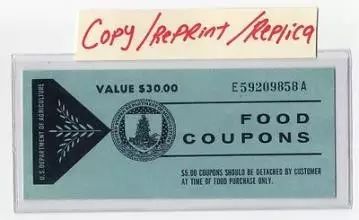 Copy/RePRint/Replica
VALUE $30.00
E59209858A
U.S. DEPARTMENT OF AGRICULTURE
FOOD
COUPONS
$5.00 COUPONS SHOULD BE DETACHED BY CUSTOMER
AT TIME OF FOOD PURCHASE ONLY.